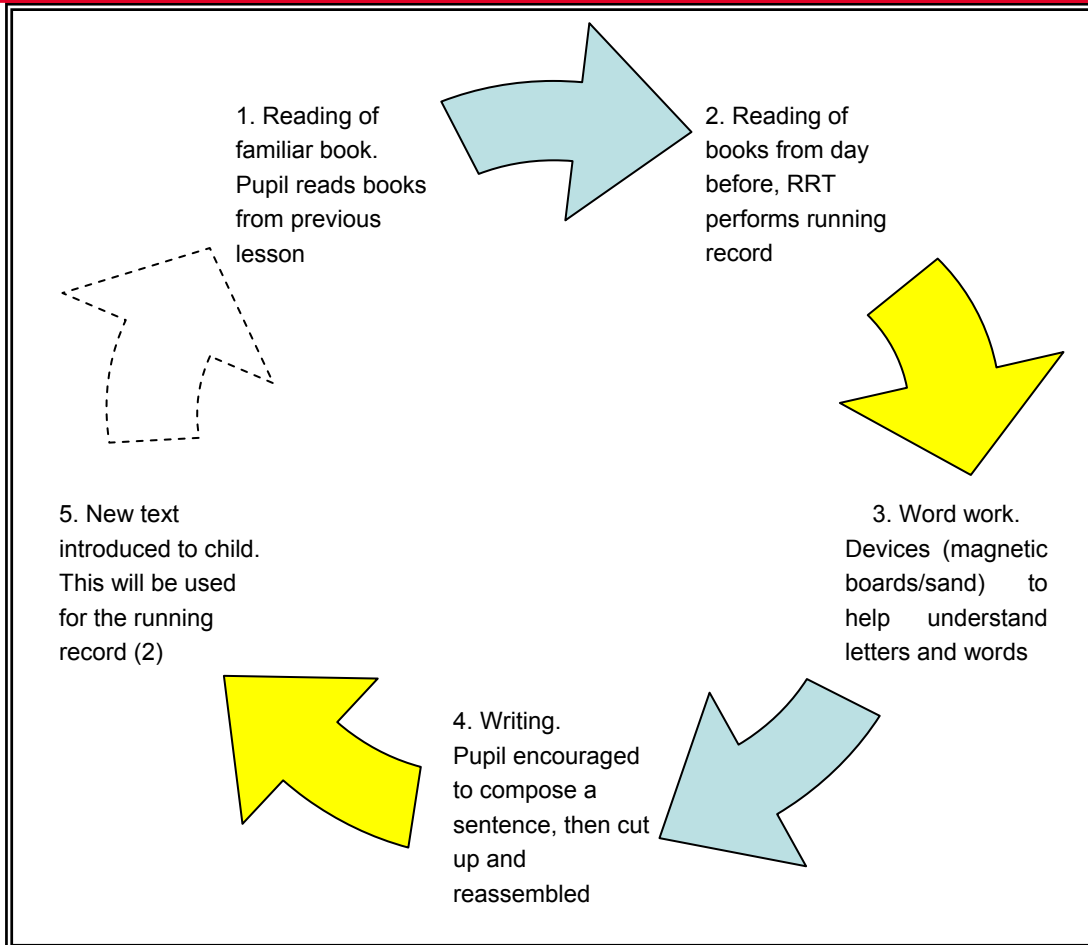 1. Reading of
familiar book.
Pupil reads books
from previous
lesson
2. Reading of
books from day
before, RRT
performs running
record
3. Word work.
Devices (magnetic
boards/sand) to
help understand
letters and words
4. Writing.
Pupil encouraged
to compose a
sentence, then cut
up and
reassembled
5. New text
introduced to child.
This will be used
for the running
record (2)